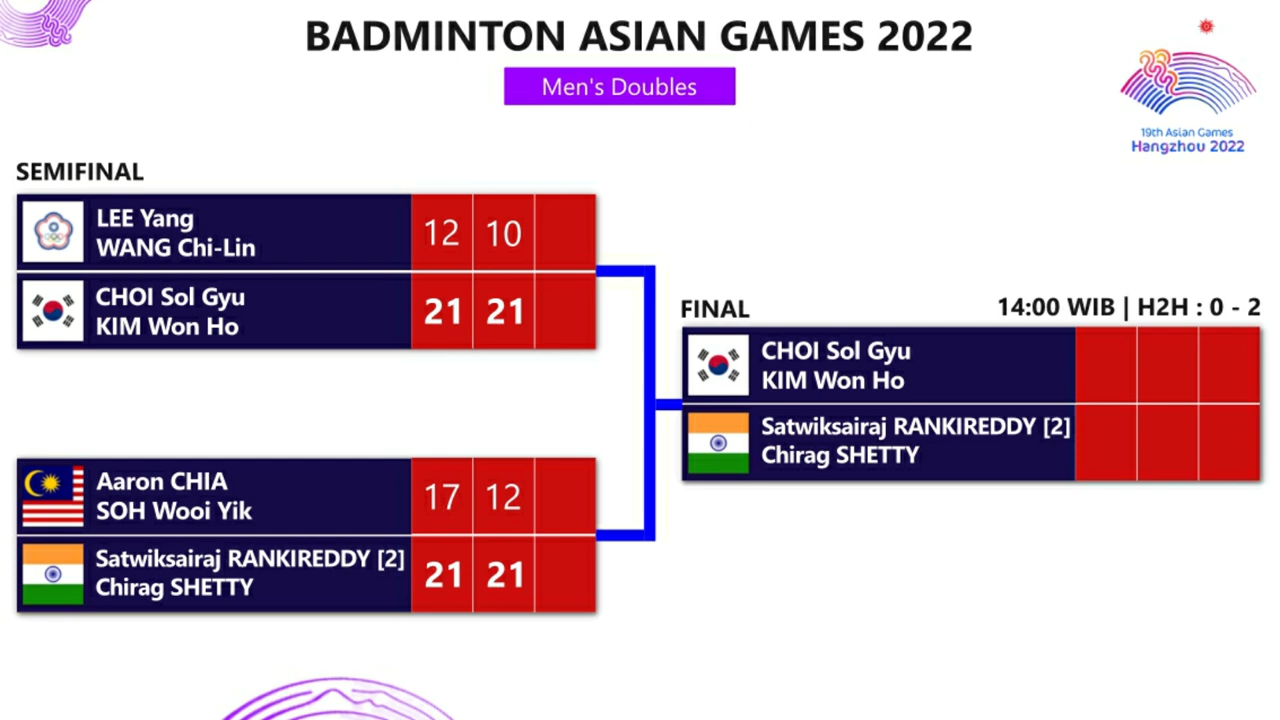 BADMINTON ASIAN GAMES 2022
Men's Doubles
19th Asian Games
Hangzhou 2022
SEMIFINAL
LEE Yang
WANG Chi-Lin
12 10
CHOI Sol Gyu
KIM Won Ho
21 21
Aaron CHIA
SOH Wooi Yik
17 12
Satwiksairaj RANKIREDDY [2]
Chirag SHETTY
21 21
FINAL
14:00 WIB | H2H : 0 - 2
CHOI Sol Gyu
KIM Won Ho
Satwiksairaj RANKIREDDY [2]
Chirag SHETTY